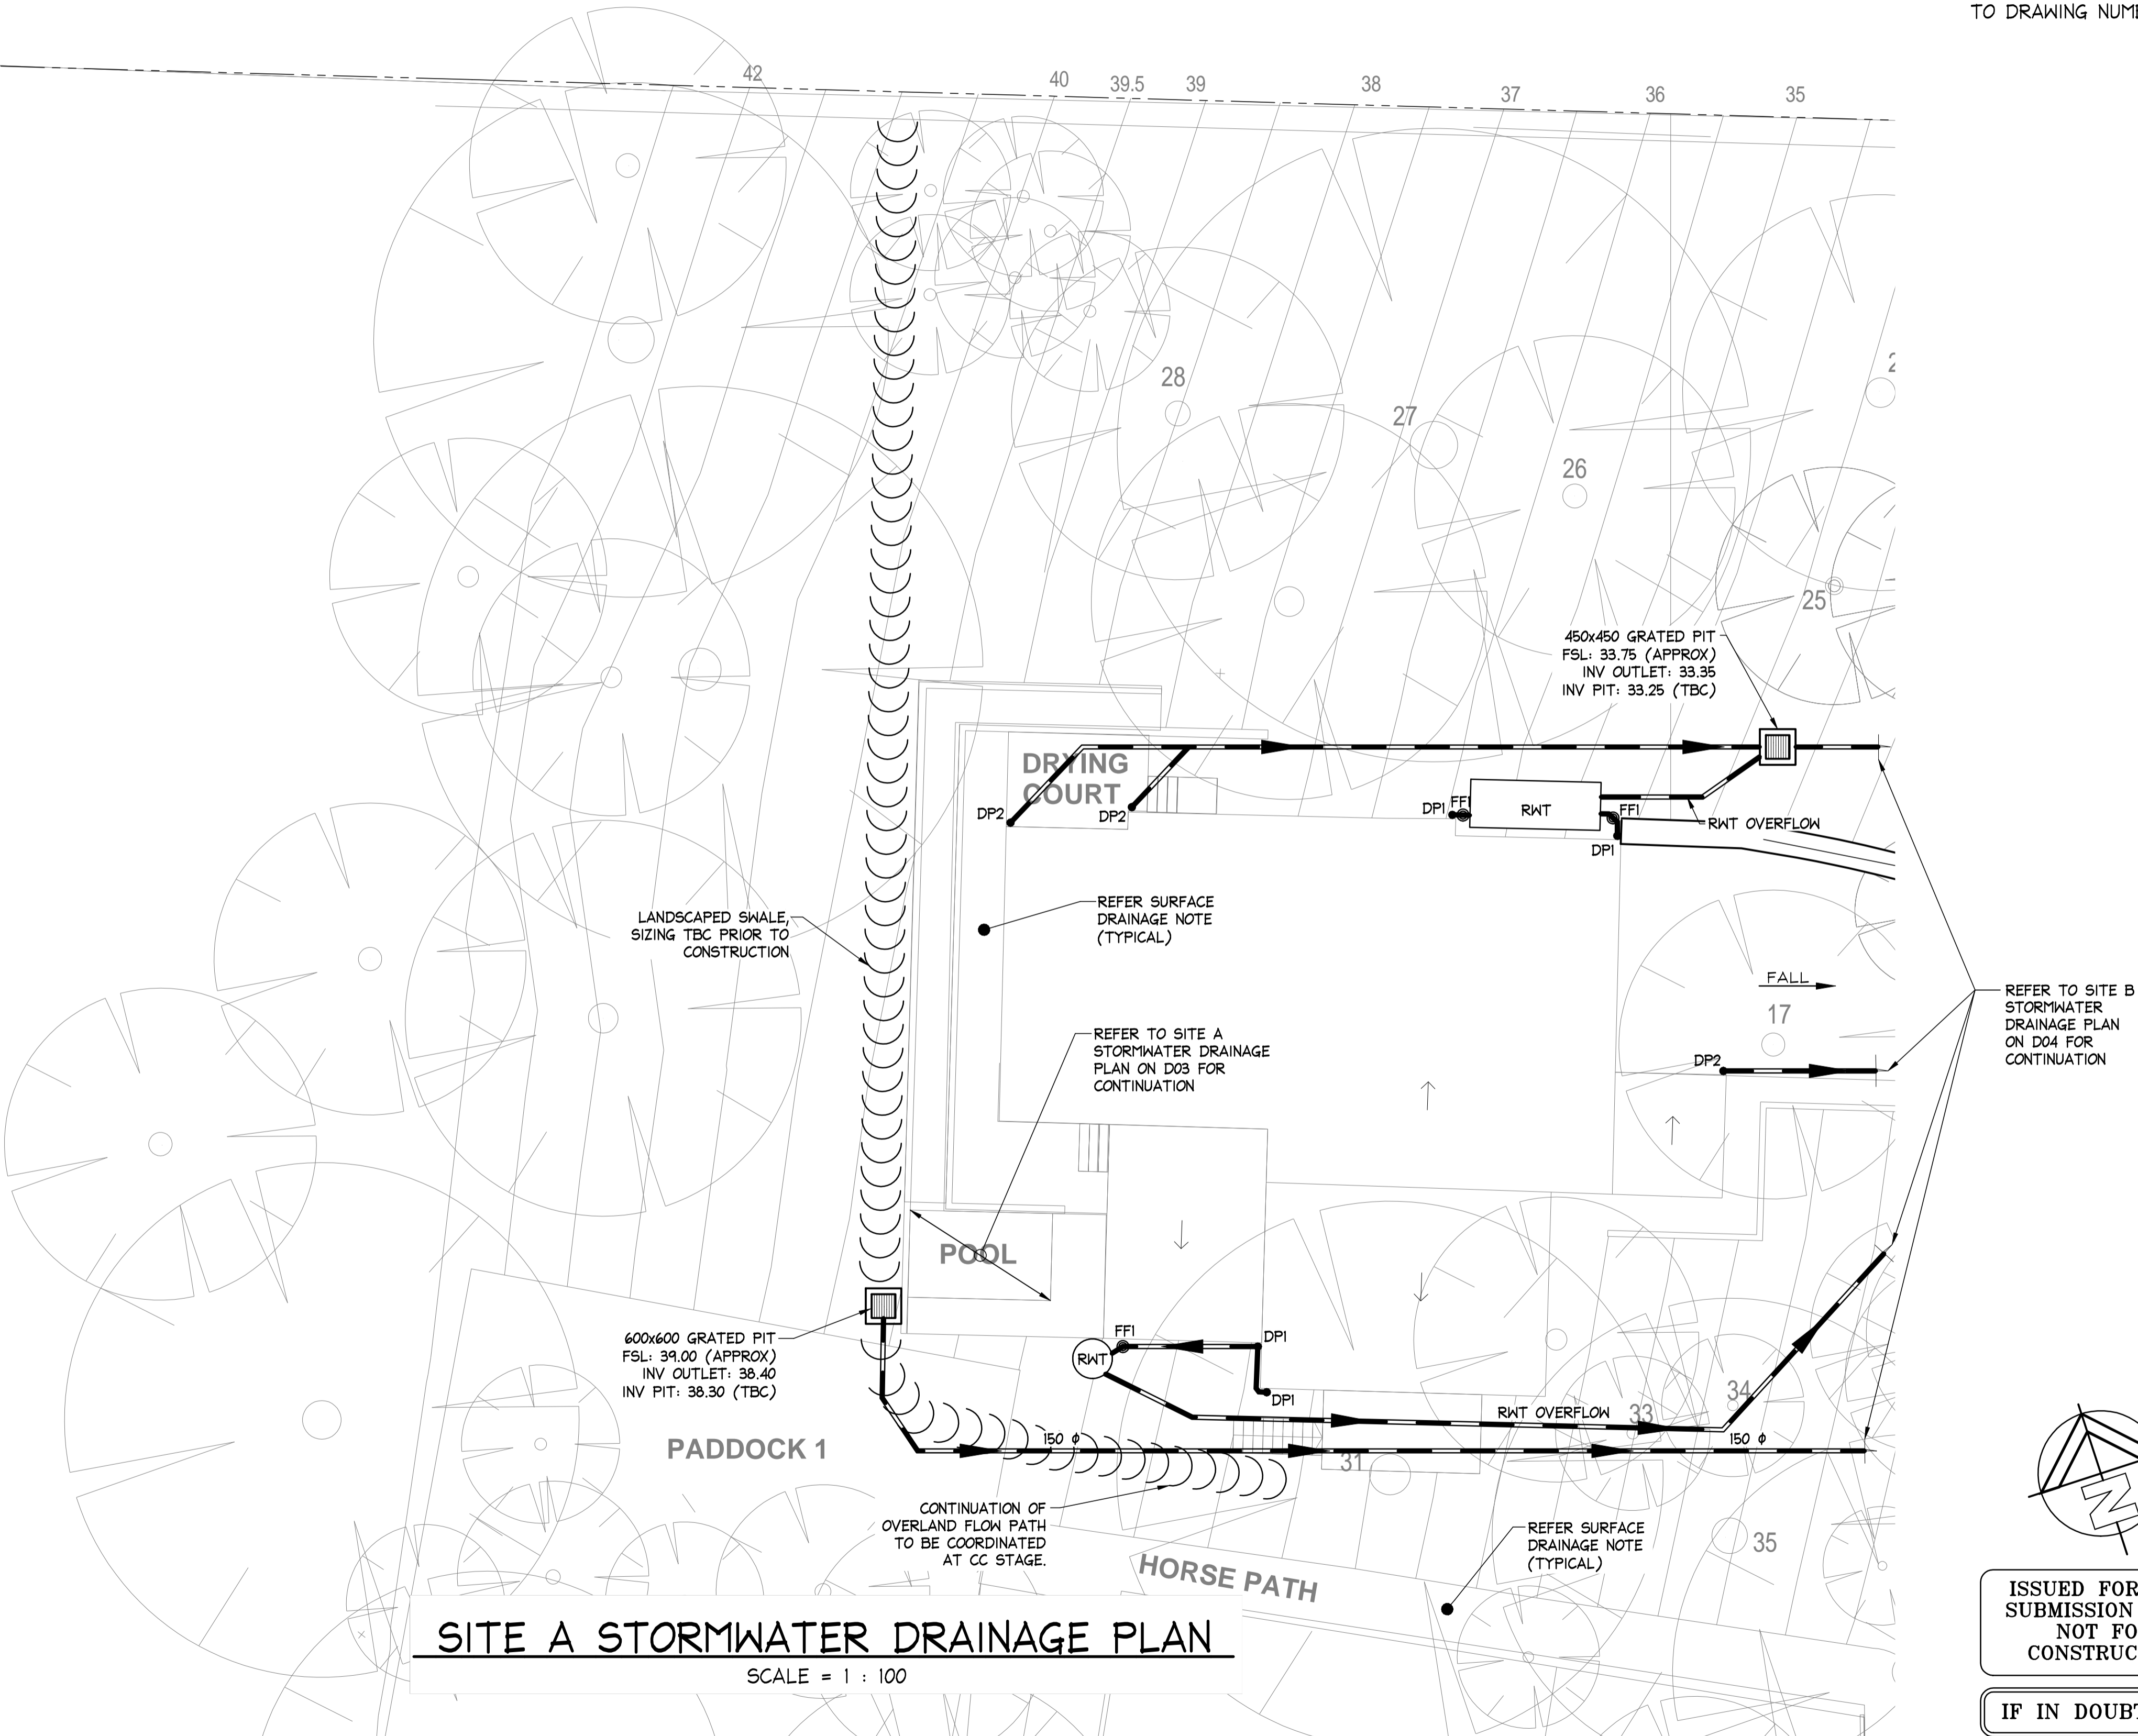 TO DRAWING NUM
42
40
39.5
39
38
37
36
35
28
27
26
2
25
450x450 GRATED PIT
FSL: 33.75 (APPROX)
INV OUTLET: 33.35
INV PIT: 33.25 (TBC)
DRYING
COURT
DP2
DP2
DP1
FF1
RWT
FF1
RWT OVERFLOW
DP1
LANDSCAPED SWALE,
SIZING TBC PRIOR TO
CONSTRUCTION
REFER SURFACE
DRAINAGE NOTE
(TYPICAL)
FALL
17
REFER TO SITE B
STORMWATER
DRAINAGE PLAN
ON D04 FOR
CONTINUATION
REFER TO SITE A
STORMWATER DRAINAGE
PLAN ON D03 FOR
CONTINUATION
DP2
POOL
600x600 GRATED PIT
FSL: 39.00 (APPROX)
INV OUTLET: 38.40
INV PIT: 38.30 (TBC)
FF1
RWT
DP1
DP1
34
RWT OVERFLOW
33
150 ϕ
150 ϕ
PADDOCK 1
31
CONTINUATION OF
OVERLAND FLOW PATH
TO BE COORDINATED
AT CC STAGE.
REFER SURFACE
DRAINAGE NOTE
(TYPICAL)
35
HORSE PATH
N
SITE A STORMWATER DRAINAGE PLAN
SCALE = 1 : 100
ISSUED FOR
SUBMISSION
NOT FO
CONSTRUC
IF IN DOUBT